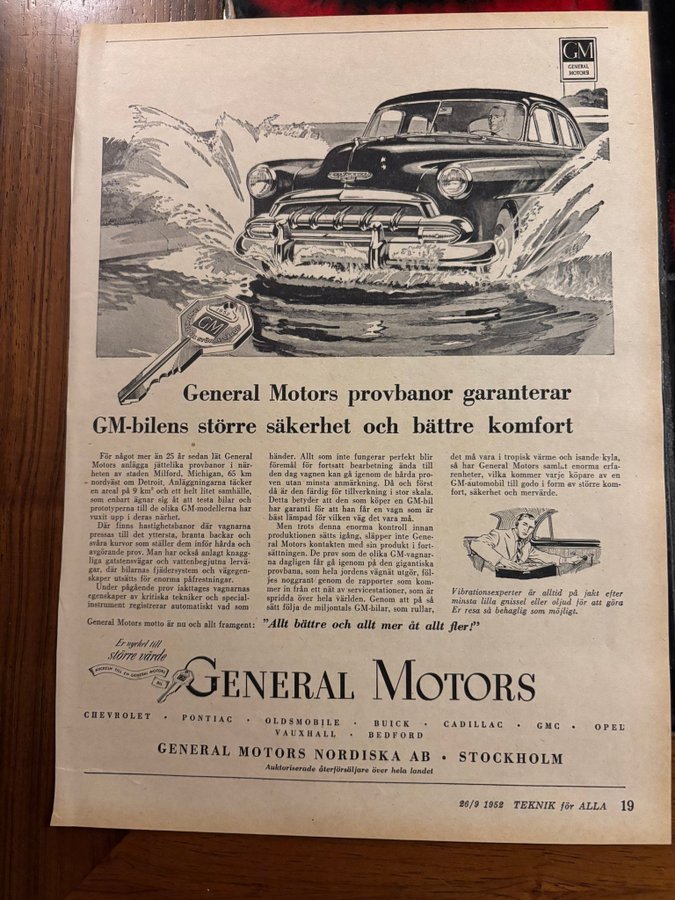 GM
GENERAL
MOTORS
GM
General Motors provbanor garanterar
GM-bilens större säkerhet och bättre komfort
För något mer än 25 år sedan lät General
Motors anlägga jättelika provbanor i när-
heten av staden Milford, Michigan, 65 km
nordväst om Detroit. Anläggningarna täcker
en areal på 9 km² och ett helt litet samhälle,
som enbart ägnar sig åt att testa bilar och
prototyperna till de olika GM-modellerna har
vuxit upp i deras närhet.
Där finns hastighetsbanor där vagnarna
pressas till det yttersta, branta backar och
svåra kurvor som ställer dem inför hårda och
avgörande prov. Man har också anlagt knagg-
liga gatstensvägar och vattenbegjutna lervä-
gar, där bilarnas fjädersystem och vägegen-
skaper utsätts för enorma påfrestningar.
Under pågående prov iakttages vagnarnas
egenskaper av kritiska tekniker och special-
instrument registrerar automatiskt vad som
händer. Allt som inte fungerar perfekt blir
föremål för fortsatt bearbetning ända till
den dag vagnen kan gå igenom de hårda pro-
ven utan minsta anmärkning. Då och först
då är den färdig för tillverkning i stor skala.
Detta betyder att den som köper en GM-bil
har garanti för att han får en vagn som är
bäst lämpad för vilken väg det vara må.
Men trots denna enorma kontroll innan
produktionen sätts igång, släpper inte Gene-
ral Motors kontakten med sin produkt i fort-
sättningen. De prov som de olika GM-vagnar-
na dagligen får gå igenom på den gigantiska
provbana, som hela jordens vägnät utgör, föl-
jes noggrant genom de rapporter som kom-
mer in från ett nät av servicestationer, som är
spridda över hela världen. Genom att på så
sätt följa de miljontals GM-bilar, som rullar,
det må vara i tropisk värme och isande kyla,
så har General Motors samlat enorma erfa-
renheter, vilka kommer varje köpare av en
GM-automobil till godo i form av större kom-
fort, säkerhet och mervärde.
Vibrationsexperter är alltid på jakt efter
minsta lilla gnissel eller oljud för att göra
Er resa så behaglig som möjligt.
General Motors motto är nu och allt framgent: "Allt bättre och allt mer åt allt fler!"
Er nyckel till
större värde
NYCKELN TILL EN GENERAL MOTORS
BIL
GENERAL MOTORS
CHEVROLET · PONTIAC · OLDSMOBILE · BUICK · CADILLAC · GMC · OPEL
VAUXHALL · BEDFORD
GENERAL MOTORS NORDISKA AB · STOCKHOLM
Auktoriserade återförsäljare över hela landet
26/9 1952 TEKNIK för ALLA 19